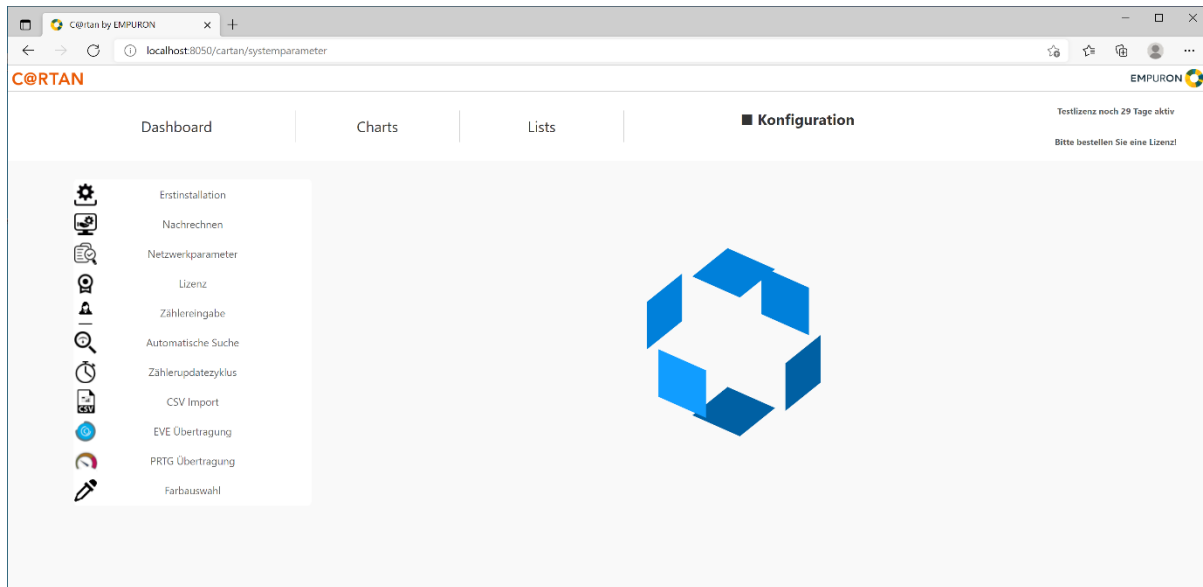 C@rtan by EMPURON
localhost:8050/cartan/systemparameter
C@RTAN
EMPURON
Dashboard
Charts
Lists
Konfiguration
Testlizenz noch 29 Tage aktiv
Bitte bestellen Sie eine Lizenz!
Erstinstallation
Nachrechnen
Netzwerkparameter
Lizenz
Zählereingabe
Automatische Suche
Zählerupdatezyklus
CSV Import
CSV
EVE Übertragung
PRTG Übertragung
Farbauswahl